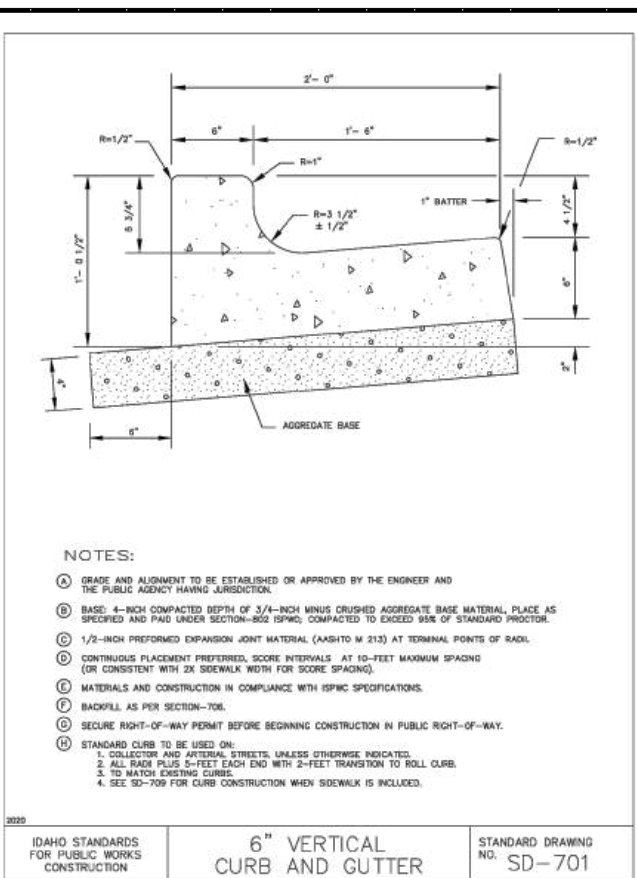 2'- 0"
6"
1'- 6"
R=1/2"
R=1"
R=1/2"
1" BATTER
R=3 1/2"
± 1/2"
5 3/4"
4 1/2"
1'- 0 1/2"
6"
2"
4"
6"
AGGREGATE BASE
NOTES:
A GRADE AND ALIGNMENT TO BE ESTABLISHED OR APPROVED BY THE ENGINEER AND
THE PUBLIC AGENCY HAVING JURISDICTION.
B BASE: 4-INCH COMPACTED DEPTH OF 3/4-INCH MINUS CRUSHED AGGREGATE BASE MATERIAL, PLACE AS
SPECIFIED AND PAID UNDER SECTION-802 ISPWC; COMPACTED TO EXCEED 95% OF STANDARD PROCTOR.
C 1/2-INCH PREFORMED EXPANSION JOINT MATERIAL (AASHTO M 213) AT TERMINAL POINTS OF RADII.
D CONTINUOUS PLACEMENT PREFERRED, SCORE INTERVALS AT 10-FEET MAXIMUM SPACING
(OR CONSISTENT WITH 2X SIDEWALK WIDTH FOR SCORE SPACING).
E MATERIALS AND CONSTRUCTION IN COMPLIANCE WITH ISPWC SPECIFICATIONS.
F BACKFILL AS PER SECTION-706.
G SECURE RIGHT-OF-WAY PERMIT BEFORE BEGINNING CONSTRUCTION IN PUBLIC RIGHT-OF-WAY.
H STANDARD CURB TO BE USED ON:
1. COLLECTOR AND ARTERIAL STREETS, UNLESS OTHERWISE INDICATED.
2. ALL RADII PLUS 5-FEET EACH END WITH 2-FEET TRANSITION TO ROLL CURB.
3. TO MATCH EXISTING CURBS.
4. SEE SD-709 FOR CURB CONSTRUCTION WHEN SIDEWALK IS INCLUDED.
2020
IDAHO STANDARDS
FOR PUBLIC WORKS
CONSTRUCTION
6" VERTICAL
CURB AND GUTTER
STANDARD DRAWING
NO. SD-701